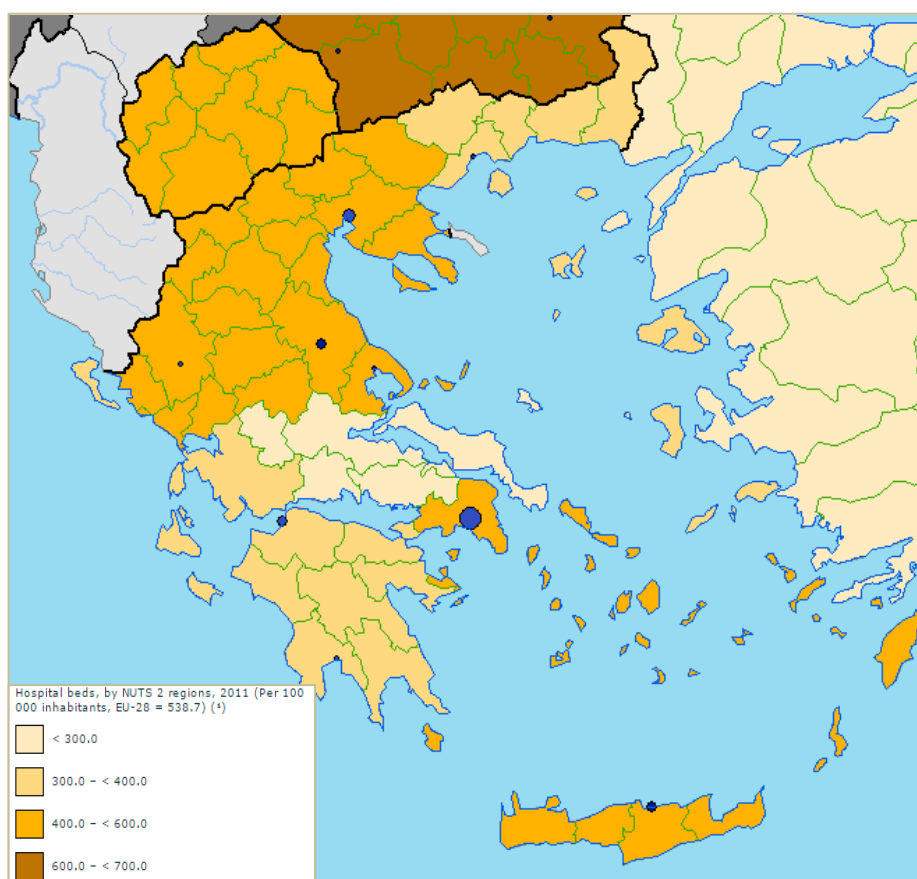 Hospital beds, by NUTS 2 regions, 2011 (Per 100
000 inhabitants, EU-28 = 538.7) (¹)
< 300.0
300.0 – < 400.0
400.0 – < 600.0
600.0 – < 700.0